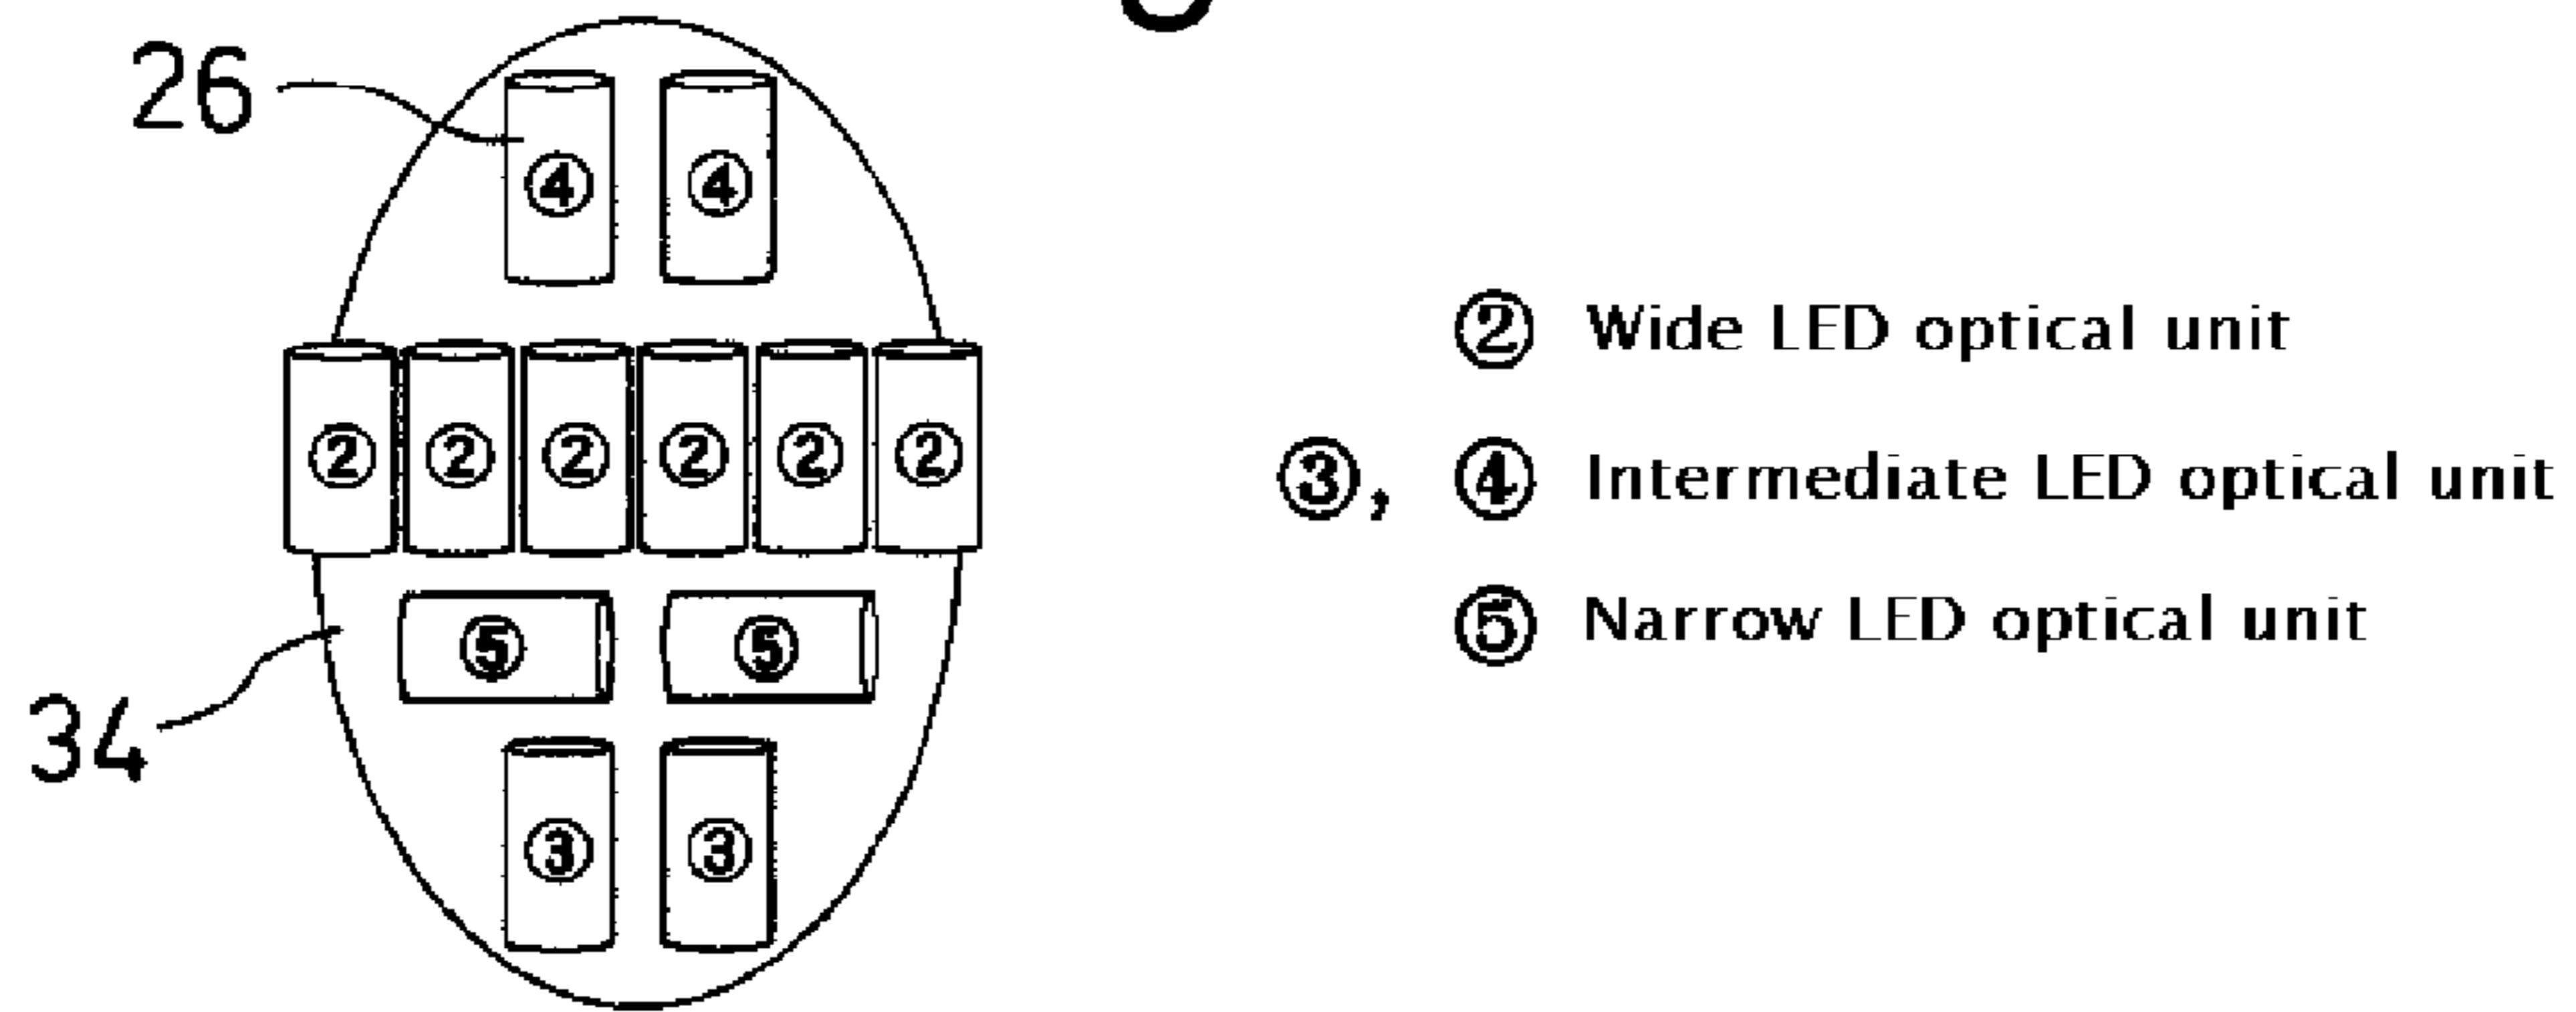 26
④ ④
② ② ② ② ② ②
⑤ ⑤
34
③ ③
② Wide LED optical unit
③, ④ Intermediate LED optical unit
⑤ Narrow LED optical unit